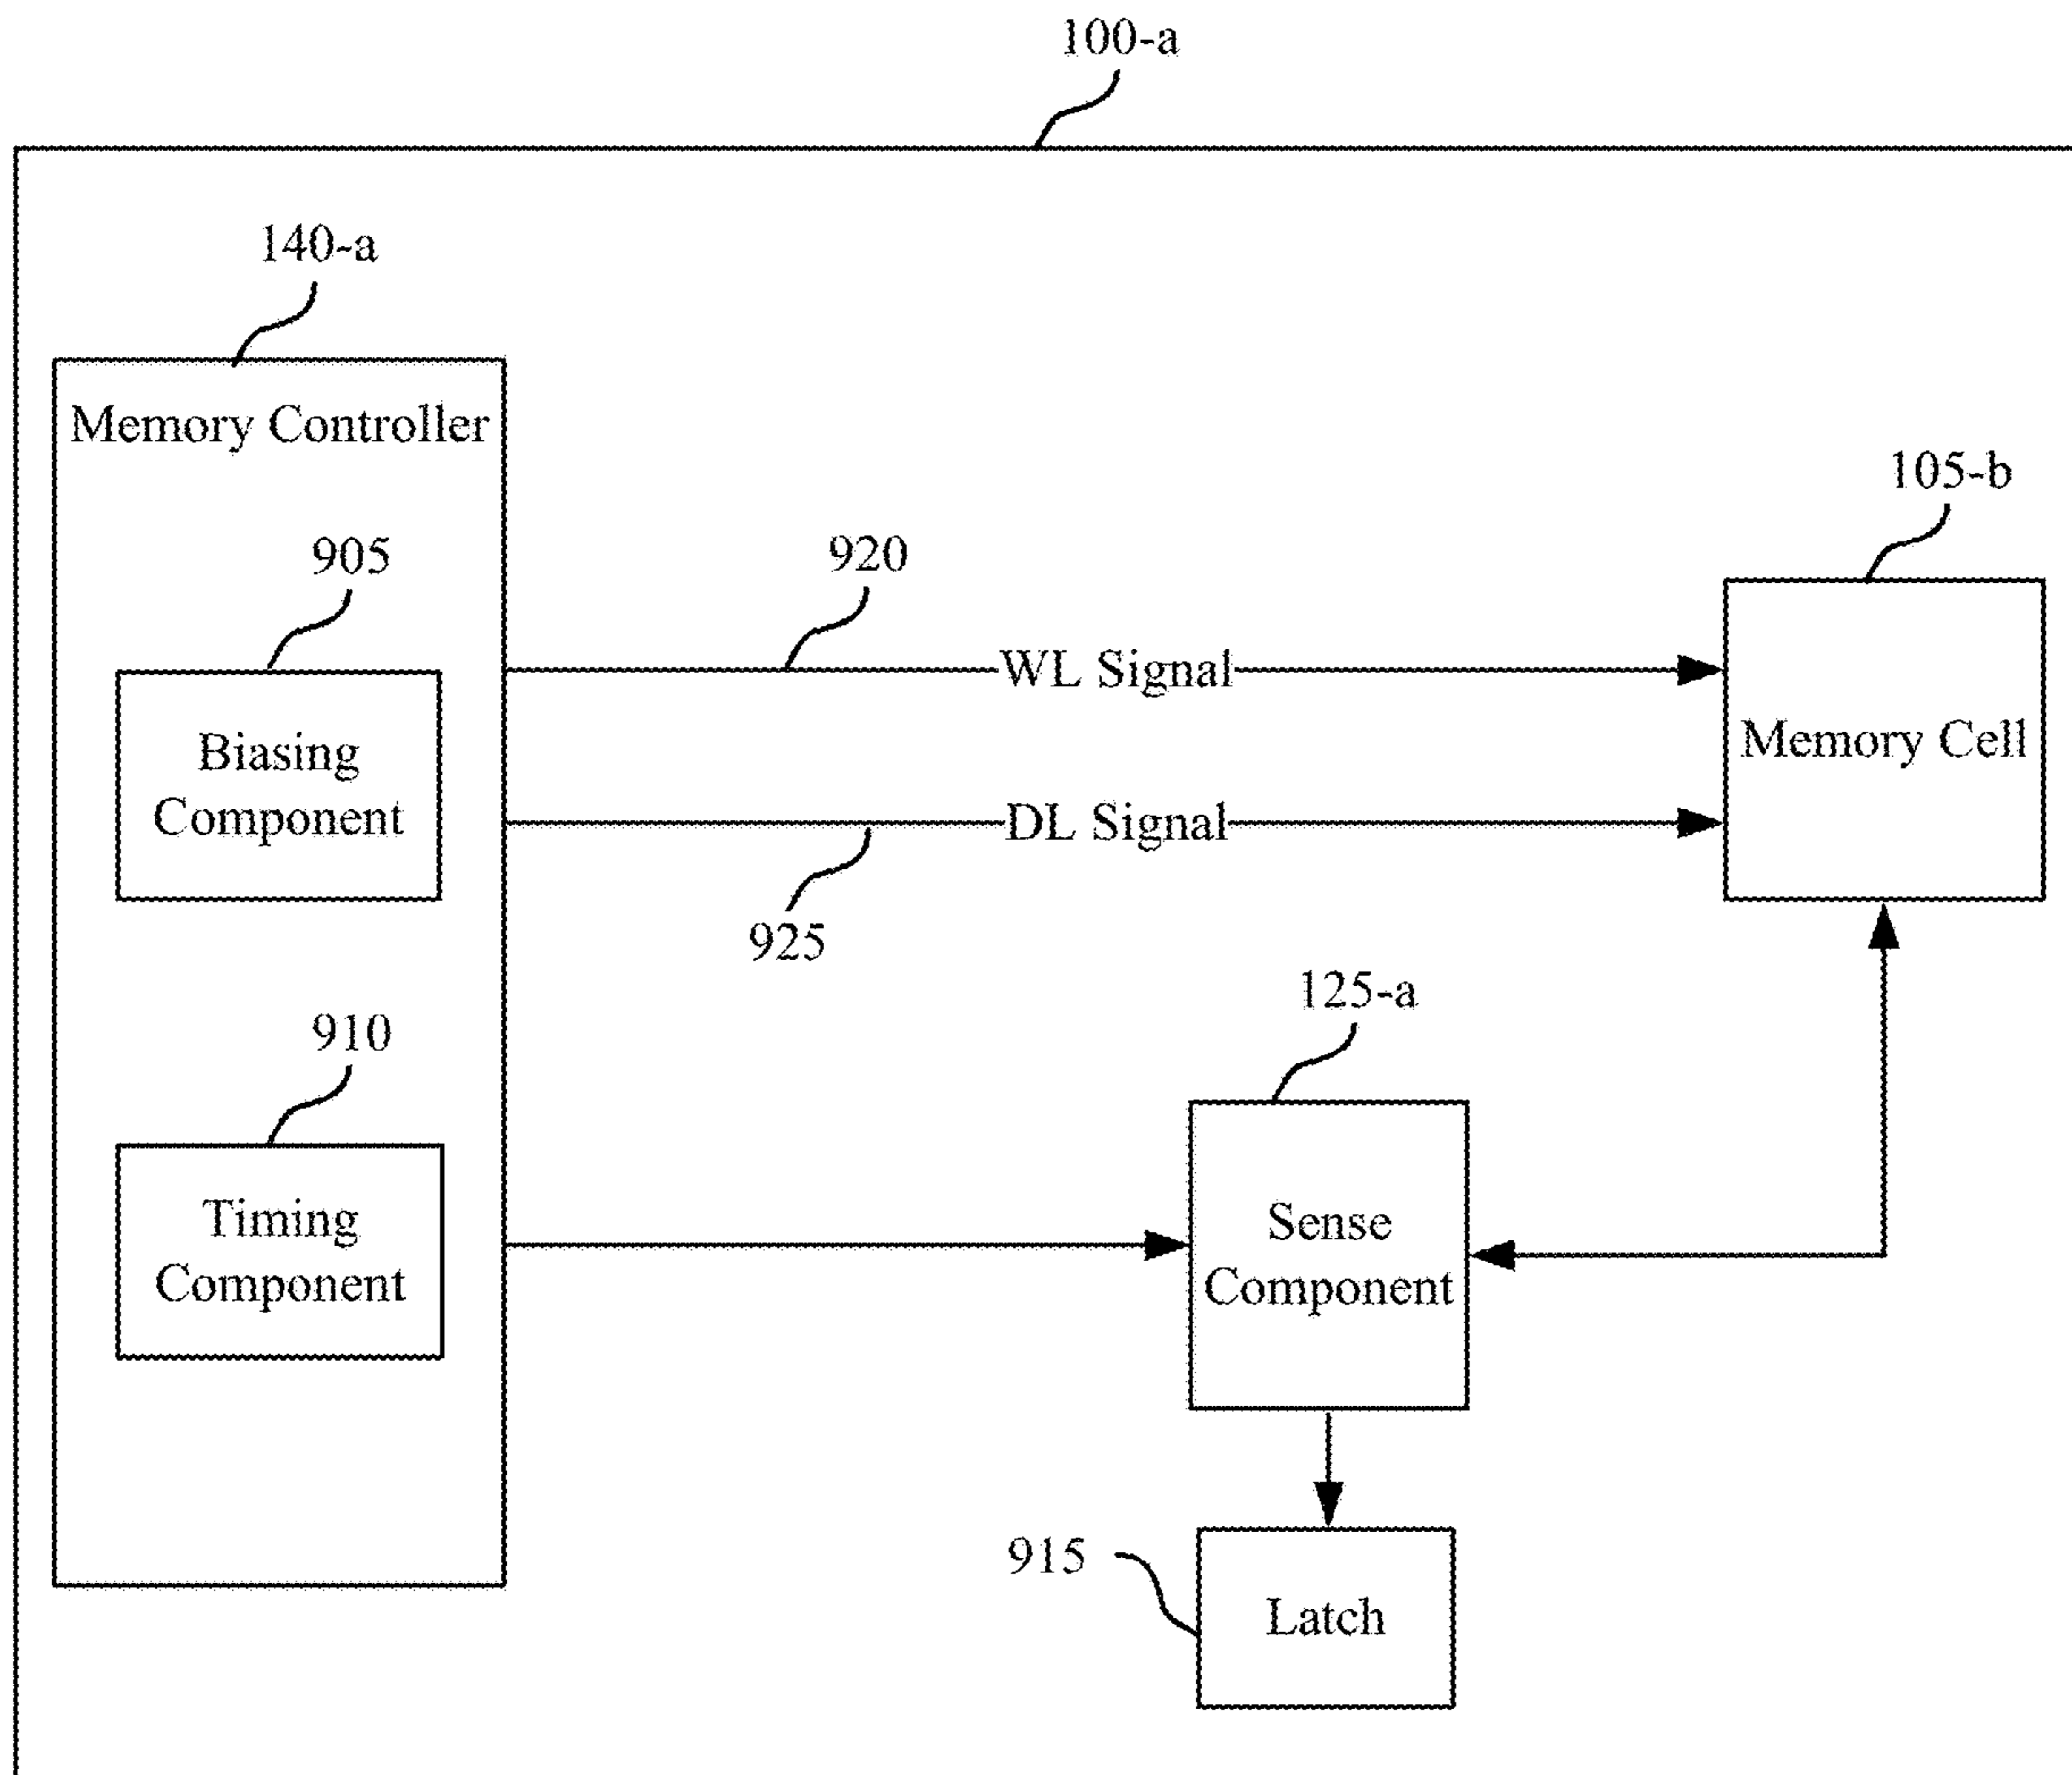 100-a
140-a
Memory Controller
105-b
905
920
WL Signal
Biasing
Component
Memory Cell
DL Signal
925
125-a
910
Timing
Component
Sense
Component
915
Latch